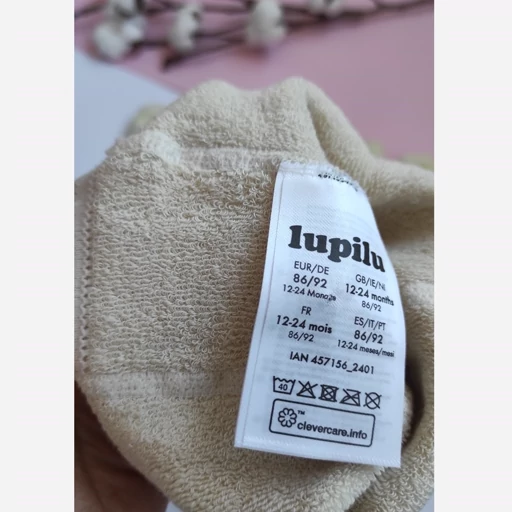 lupilu
EUR/DE
86/92
12-24 Monate
GB/IE/NI
12-24 months
86/92
FR
12-24 mois
86/92
ES/IT/PT
86/92
12-24 meses/mesi
IAN 457156_2401
40
™
clevercare.info